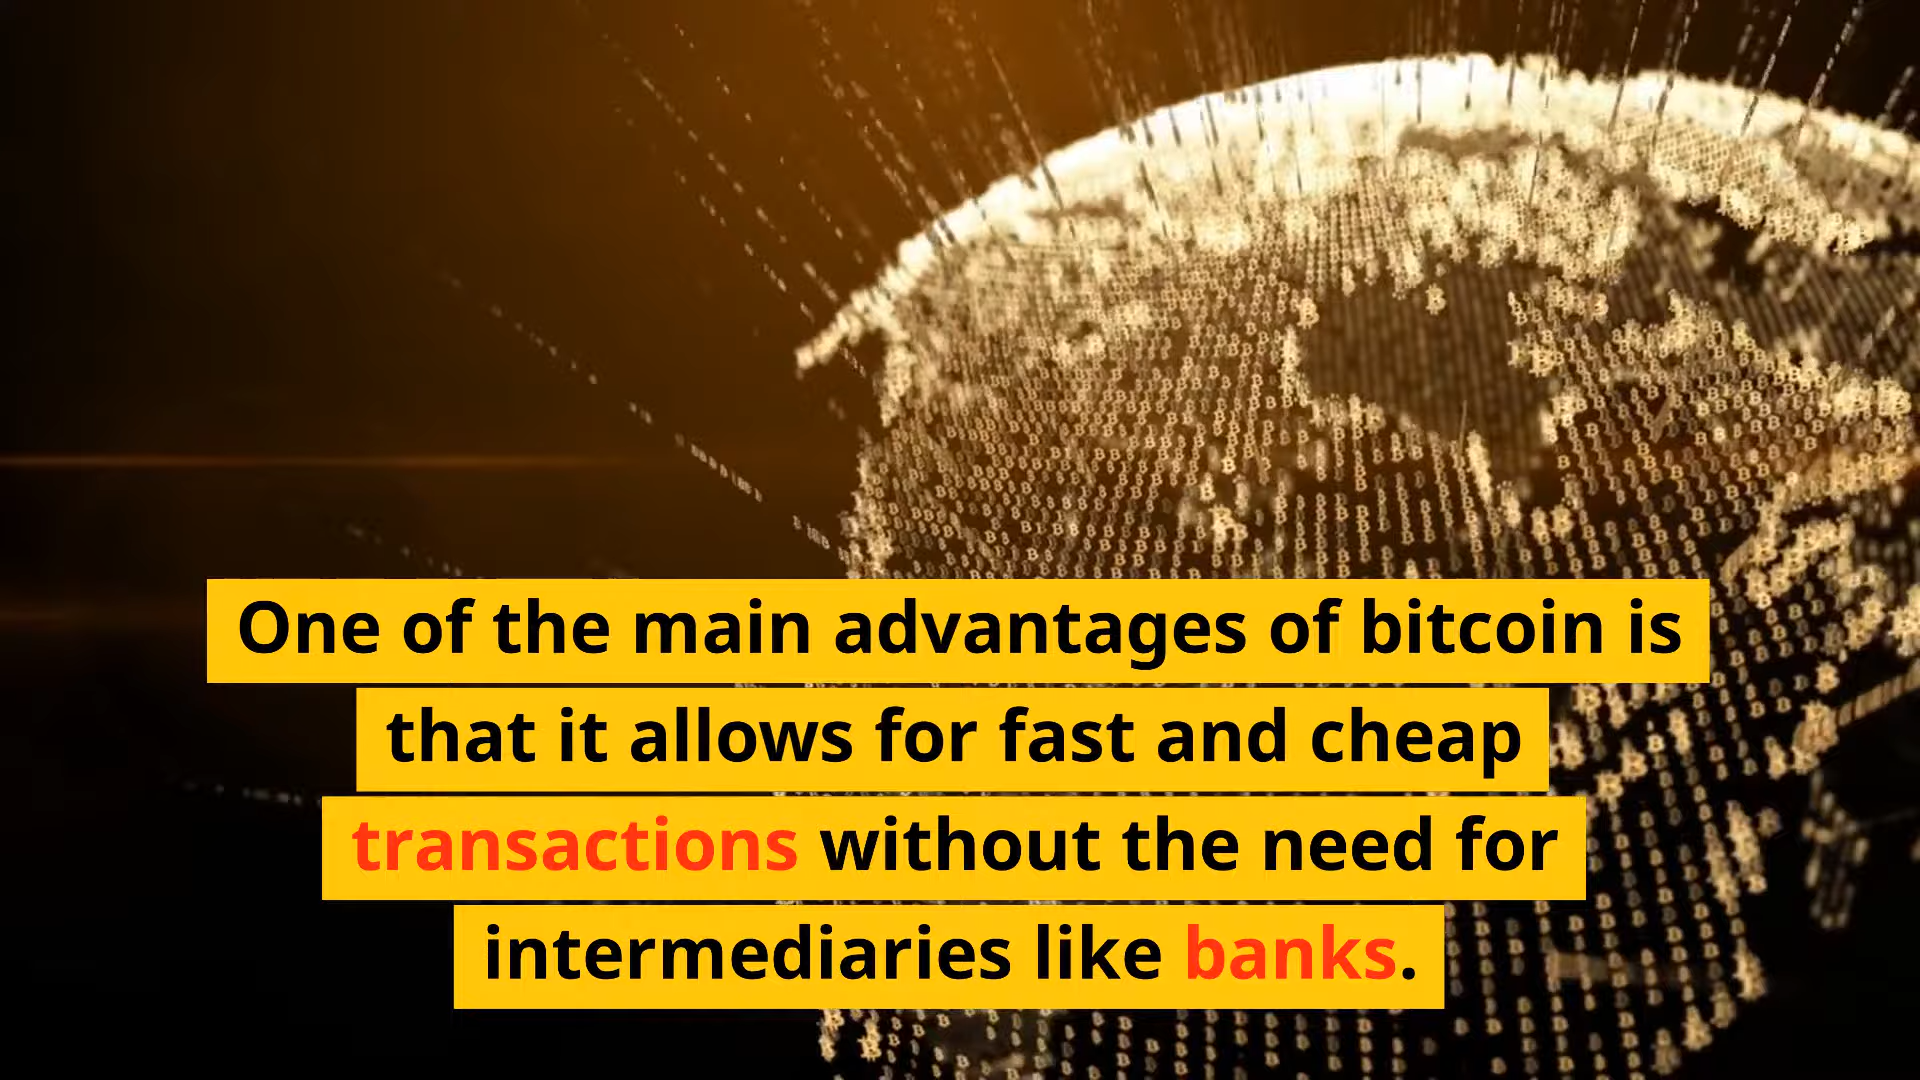 One of the main advantages of bitcoin is
that it allows for fast and cheap
transactions without the need for
intermediaries like banks.